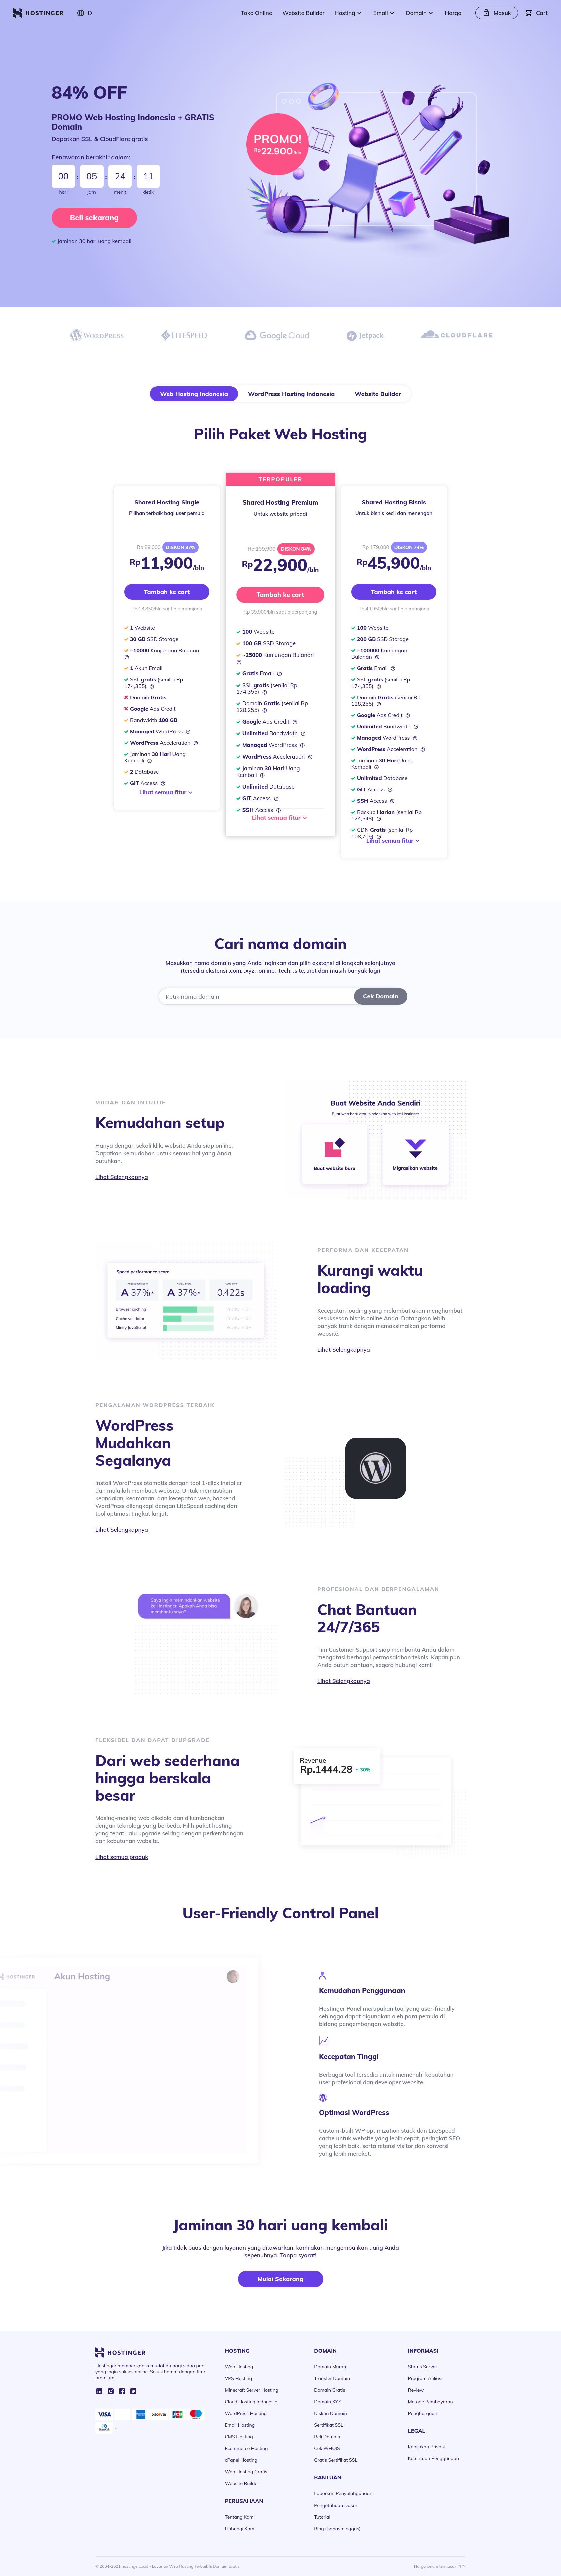 HOSTINGER
ID
Toko Online
Website Builder
Hosting
Email
Domain
Harga
Masuk
Cart
84% OFF
PROMO Web Hosting Indonesia + GRATIS
Domain
Dapatkan SSL & CloudFlare gratis
Penawaran berakhir dalam:
00 : 05 : 24 : 11
hari jam menit detik
Beli sekarang
Jaminan 30 hari uang kembali
PROMO!
Rp22.900/bln
WORDPRESS
LITESPEED
Google Cloud
Jetpack
CLOUDFLARE
Web Hosting Indonesia
WordPress Hosting Indonesia
Website Builder
Pilih Paket Web Hosting
Shared Hosting Single
Pilihan terbaik bagi user pemula
DISKON 87%
Rp11,900/bln
Tambah ke cart
1 Website
30 GB SSD Storage
~10000 Kunjungan Bulanan
1 Akun Email
SSL gratis (senilai Rp
174,355)
Domain Gratis
Google Ads Credit
Bandwidth 100 GB
Managed WordPress
WordPress Acceleration
Jaminan 30 Hari Uang
Kembali
2 Database
GIT Access
Lihat semua fitur
TERPOPULER
Shared Hosting Premium
Untuk website pribadi
DISKON 84%
Rp22,900/bln
Tambah ke cart
Rp 39,900/bln saat diperpanjang
100 Website
100 GB SSD Storage
~25000 Kunjungan Bulanan
Gratis Email
SSL gratis (senilai Rp
174,355)
Domain Gratis (senilai Rp
128,255)
Google Ads Credit
Unlimited Bandwidth
Managed WordPress
WordPress Acceleration
Jaminan 30 Hari Uang
Kembali
Unlimited Database
GIT Access
SSH Access
Lihat semua fitur
Shared Hosting Bisnis
Untuk bisnis kecil dan menengah
DISKON 74%
Rp45,900/bln
Tambah ke cart
100 Website
200 GB SSD Storage
~100000 Kunjungan
Bulanan
Gratis Email
SSL gratis (senilai Rp
174,355)
Domain Gratis (senilai Rp
128,255)
Google Ads Credit
Unlimited Bandwidth
Managed WordPress
WordPress Acceleration
Jaminan 30 Hari Uang
Kembali
Unlimited Database
GIT Access
SSH Access
Backup Harian (senilai Rp
124,548)
CDN Gratis (senilai Rp
Lihat semua fitur
Cari nama domain
Masukkan nama domain yang Anda inginkan dan pilih ekstensi di langkah selanjutnya
(tersedia ekstensi .com, .xyz, .online, .tech, .site, .net dan masih banyak lagi)
Ketik nama domain
Cek Domain
MUDAH DAN INTUITIF
Kemudahan setup
Hanya dengan sekali klik, website Anda siap online.
Dapatkan kemudahan untuk semua hal yang Anda
butuhkan.
Lihat Selengkapnya
Buat Website Anda Sendiri
Buat web baru atau pindahkan web ke Hostinger
Buat website baru
Migrasikan website
Speed performance score
A 37%
A 37%
0.422s
Browser caching
Cache validator
Minify JavaScript
PERFORMA DAN KECEPATAN
Kurangi waktu
loading
Kecepatan loading yang melambat akan menghambat
kesuksesan bisnis online Anda. Datangkan lebih
banyak trafik dengan memaksimalkan performa
website.
Lihat Selengkapnya
PENGALAMAN WORDPRESS TERBAIK
WordPress
Mudahkan
Segalanya
Install WordPress otomatis dengan tool 1-click installer
dan mulailah membuat website. Untuk memastikan
keandalan, keamanan, dan kecepatan web, backend
WordPress dilengkapi dengan LiteSpeed caching dan
tool optimasi tingkat lanjut.
Lihat Selengkapnya
Saya ingin memindahkan website
ke Hostinger. Apakah Anda bisa
membantu saya?
PROFESIONAL DAN BERPENGALAMAN
Chat Bantuan
24/7/365
Tim Customer Support siap membantu Anda dalam
mengatasi berbagai permasalahan teknis. Kapan pun
Anda butuh bantuan, segera hubungi kami.
Lihat Selengkapnya
FLEKSIBEL DAN DAPAT DIUPGRADE
Dari web sederhana
hingga berskala
besar
Masing-masing web dikelola dan dikembangkan
dengan teknologi yang berbeda. Pilih paket hosting
yang tepat, lalu upgrade seiring dengan perkembangan
dan kebutuhan website.
Lihat semua produk
Revenue
Rp.1444.28
30%
User-Friendly Control Panel
HOSTINGER
Akun Hosting
Kemudahan Penggunaan
Hostinger Panel merupakan tool yang user-friendly
sehingga dapat digunakan oleh para pemula di
bidang pengembangan website.
Kecepatan Tinggi
Berbagai tool tersedia untuk memenuhi kebutuhan
user profesional dan developer website.
Optimasi WordPress
Custom-built WP optimization stack dan LiteSpeed
cache untuk website yang lebih cepat, peringkat SEO
yang lebih baik, serta retensi visitor dan konversi
yang lebih meroket.
Jaminan 30 hari uang kembali
Jika tidak puas dengan layanan yang ditawarkan, kami akan mengembalikan uang Anda
sepenuhnya. Tanpa syarat!
Mulai Sekarang
HOSTINGER
Hostinger memberikan kemudahan bagi siapa pun
yang ingin sukses online. Solusi hemat dengan fitur
premium.
VISA
AMEX
DISCOVER
JCB
HOSTING
Web Hosting
VPS Hosting
Minecraft Server Hosting
Cloud Hosting Indonesia
WordPress Hosting
Email Hosting
CMS Hosting
Ecommerce Hosting
cPanel Hosting
Web Hosting Gratis
Website Builder
PERUSAHAAN
Tentang Kami
Hubungi Kami
DOMAIN
Domain Murah
Transfer Domain
Domain Gratis
Domain XYZ
Diskon Domain
Sertifikat SSL
Beli Domain
Cek WHOIS
Gratis Sertifikat SSL
BANTUAN
Laporkan Penyalahgunaan
Pengetahuan Dasar
Tutorial
Blog (Bahasa Inggris)
INFORMASI
Status Server
Program Afiliasi
Review
Metode Pembayaran
Penghargaan
LEGAL
Kebijakan Privasi
Ketentuan Penggunaan
© 2004-2021 hostinger.co.id - Layanan Web Hosting Terbaik & Domain Gratis.
Harga belum termasuk PPN